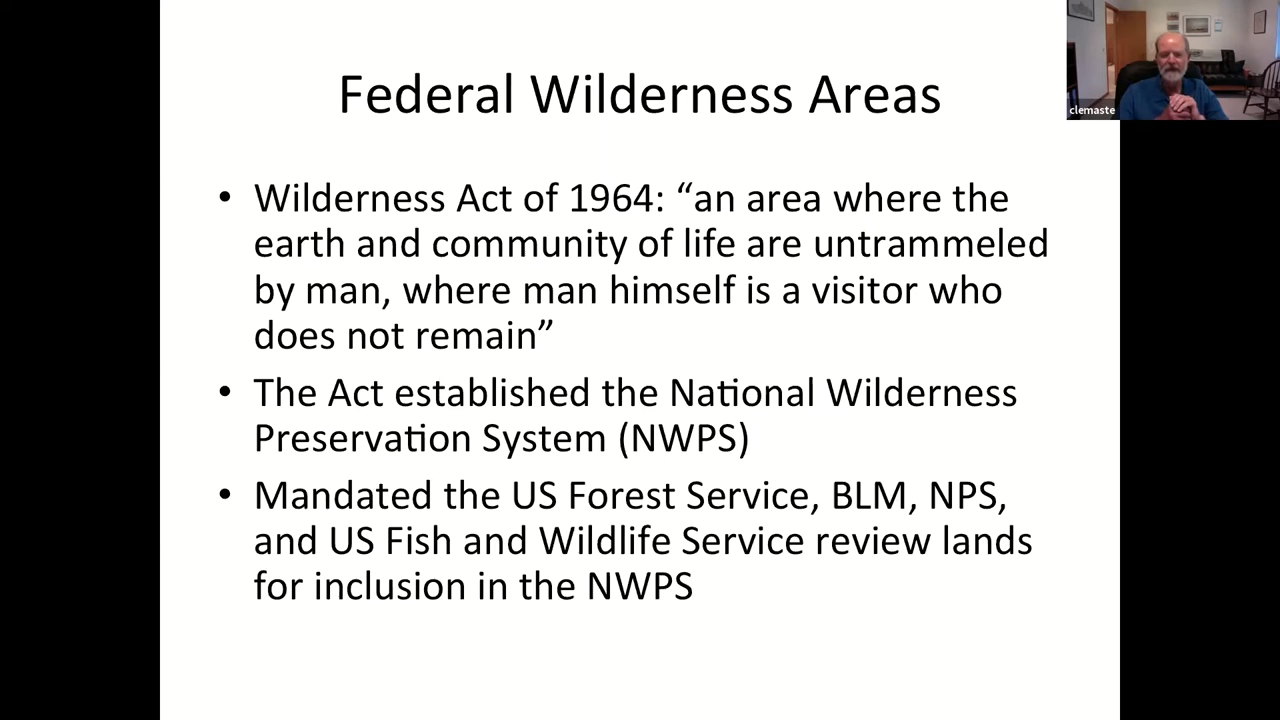 Federal Wilderness Areas
• Wilderness Act of 1964: “an area where the
earth and community of life are untrammeled
by man, where man himself is a visitor who
does not remain”
• The Act established the National Wilderness
Preservation System (NWPS)
• Mandated the US Forest Service, BLM, NPS,
and US Fish and Wildlife Service review lands
for inclusion in the NWPS
clemaste